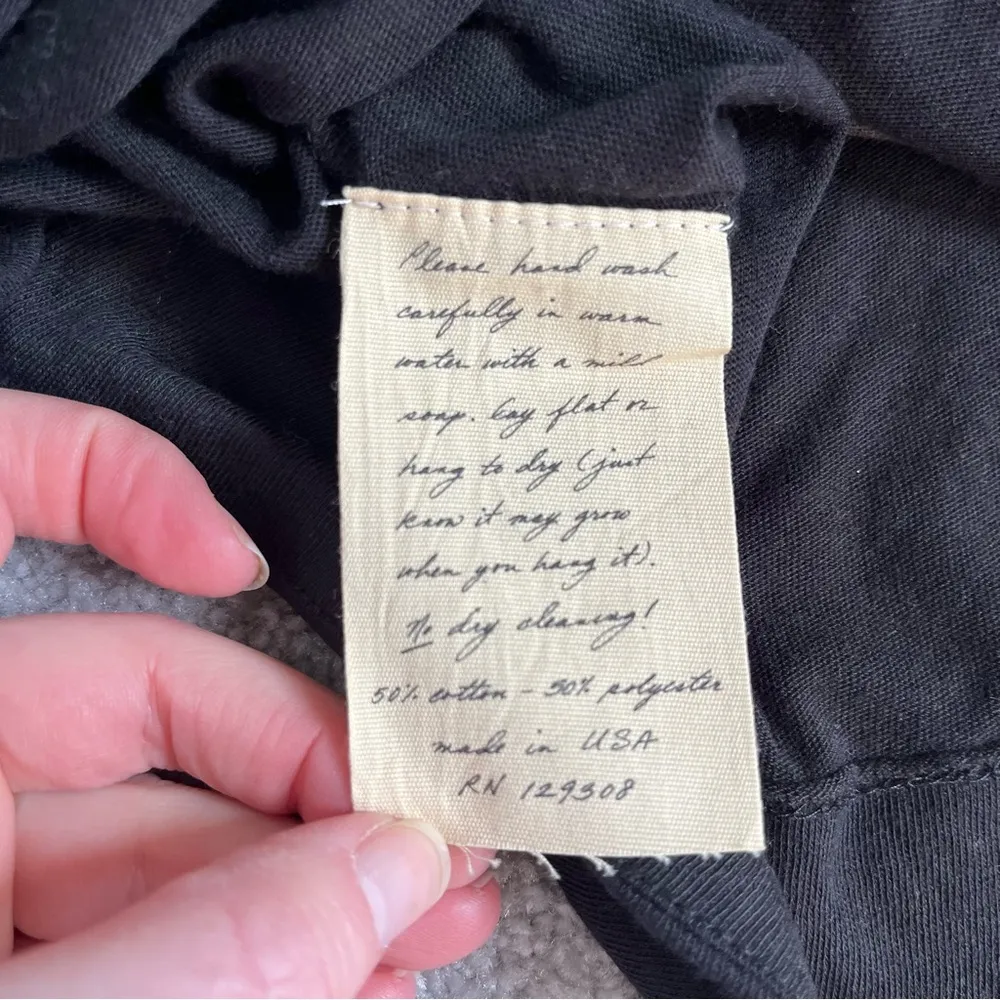 Please hand wash
carefully in warm
water with a mild
soap. Lay flat or
hang to dry (just
know it may grow
when you hang it).
No dry cleaning!
50% cotton - 50% polyester
made in USA
RN 129308